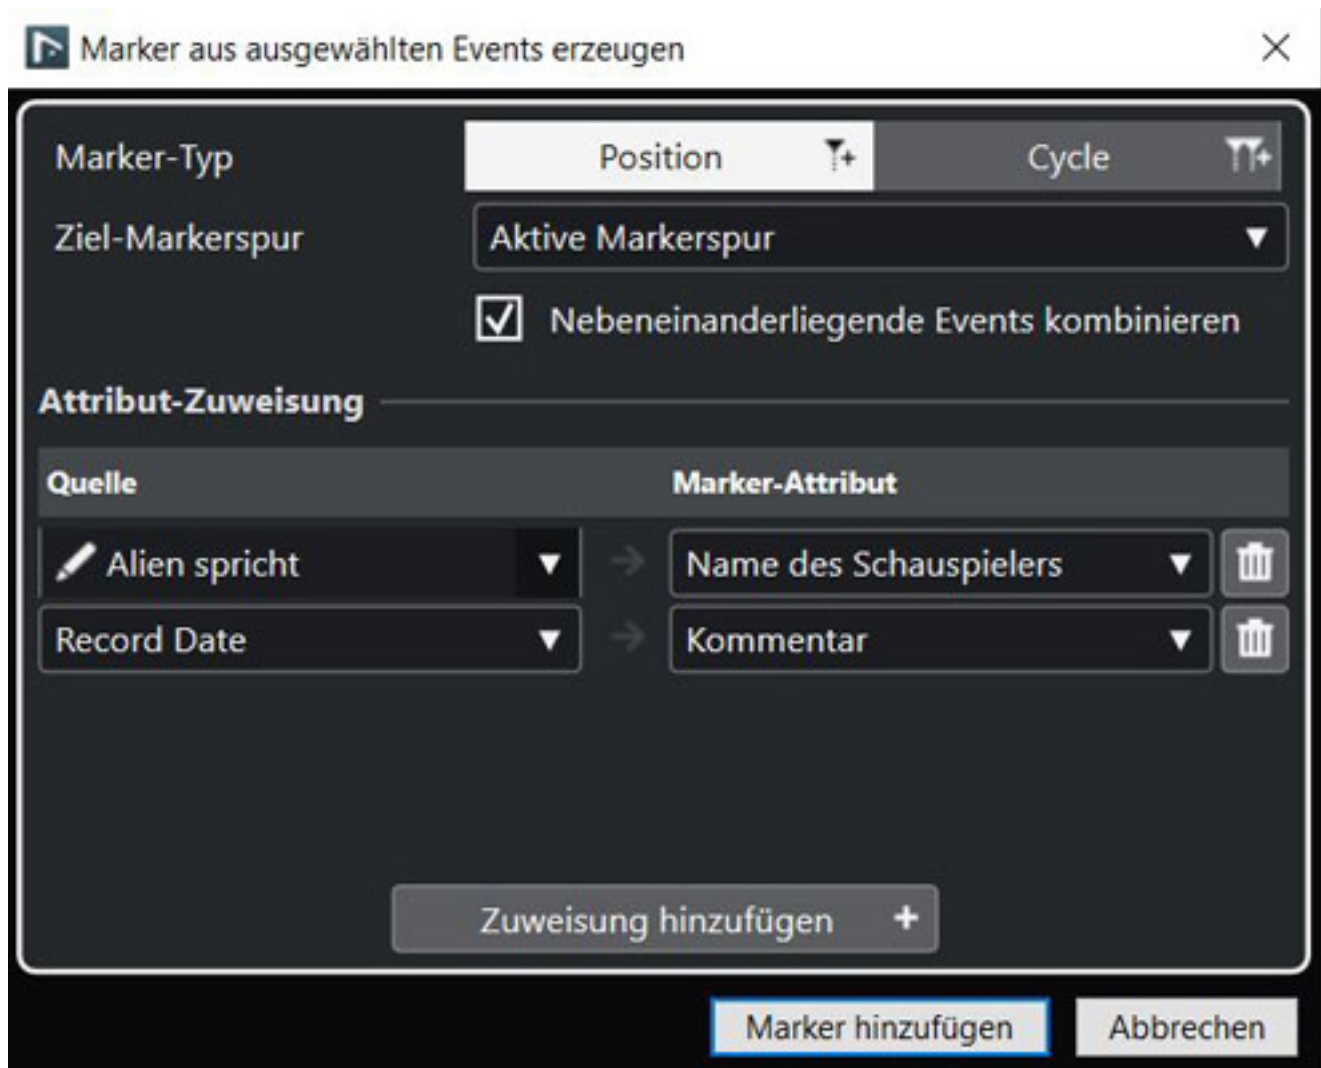 Marker aus ausgewählten Events erzeugen
Marker-Typ Position Cycle
Ziel-Markerspur Aktive Markerspur
Nebeneinanderliegende Events kombinieren
Attribut-Zuweisung
Quelle Marker-Attribut
Alien spricht Name des Schauspielers
Record Date Kommentar
Zuweisung hinzufügen +
Marker hinzufügen Abbrechen